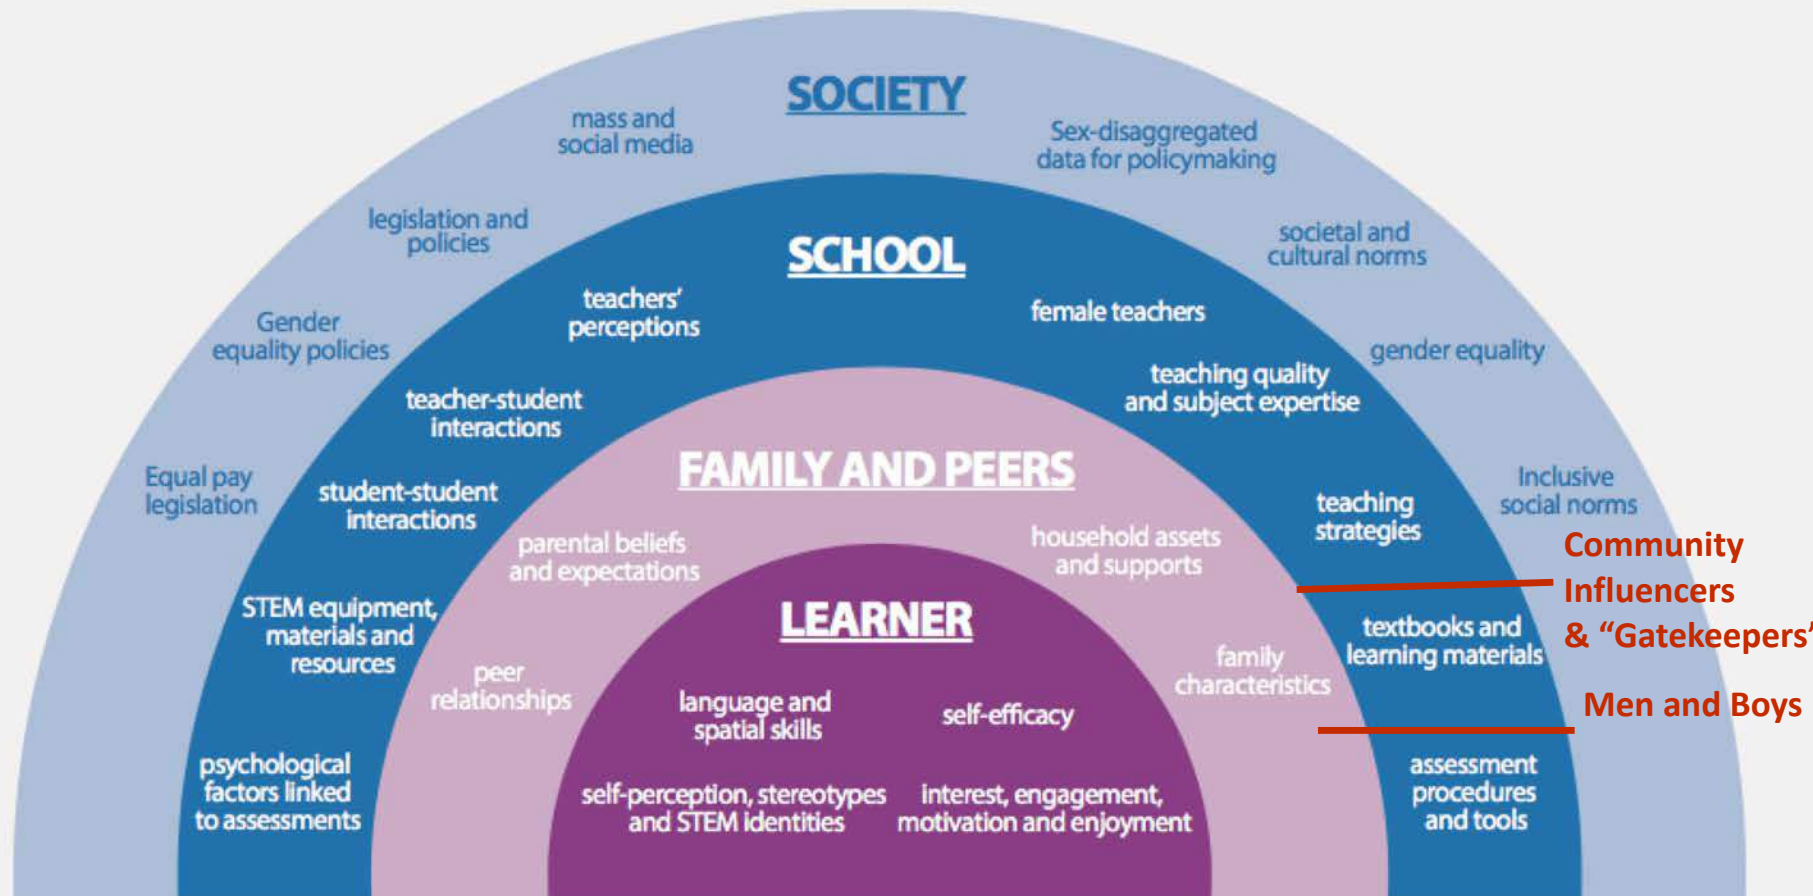 SOCIETY
mass and
social media
Sex-disaggregated
data for policymaking
legislation and
policies
societal and
cultural norms
Gender
equality policies
gender equality
Equal pay
legislation
Inclusive
social norms
SCHOOL
teachers'
perceptions
female teachers
teacher-student
interactions
teaching quality
and subject expertise
student-student
interactions
teaching
strategies
STEM equipment,
materials and
resources
textbooks and
learning materials
psychological
factors linked
to assessments
assessment
procedures
and tools
FAMILY AND PEERS
parental beliefs
and expectations
household assets
and supports
peer
relationships
family
characteristics
LEARNER
language and
spatial skills
self-efficacy
self-perception, stereotypes
and STEM identities
interest, engagement,
motivation and enjoyment
Community
Influencers
& “Gatekeepers”
Men and Boys